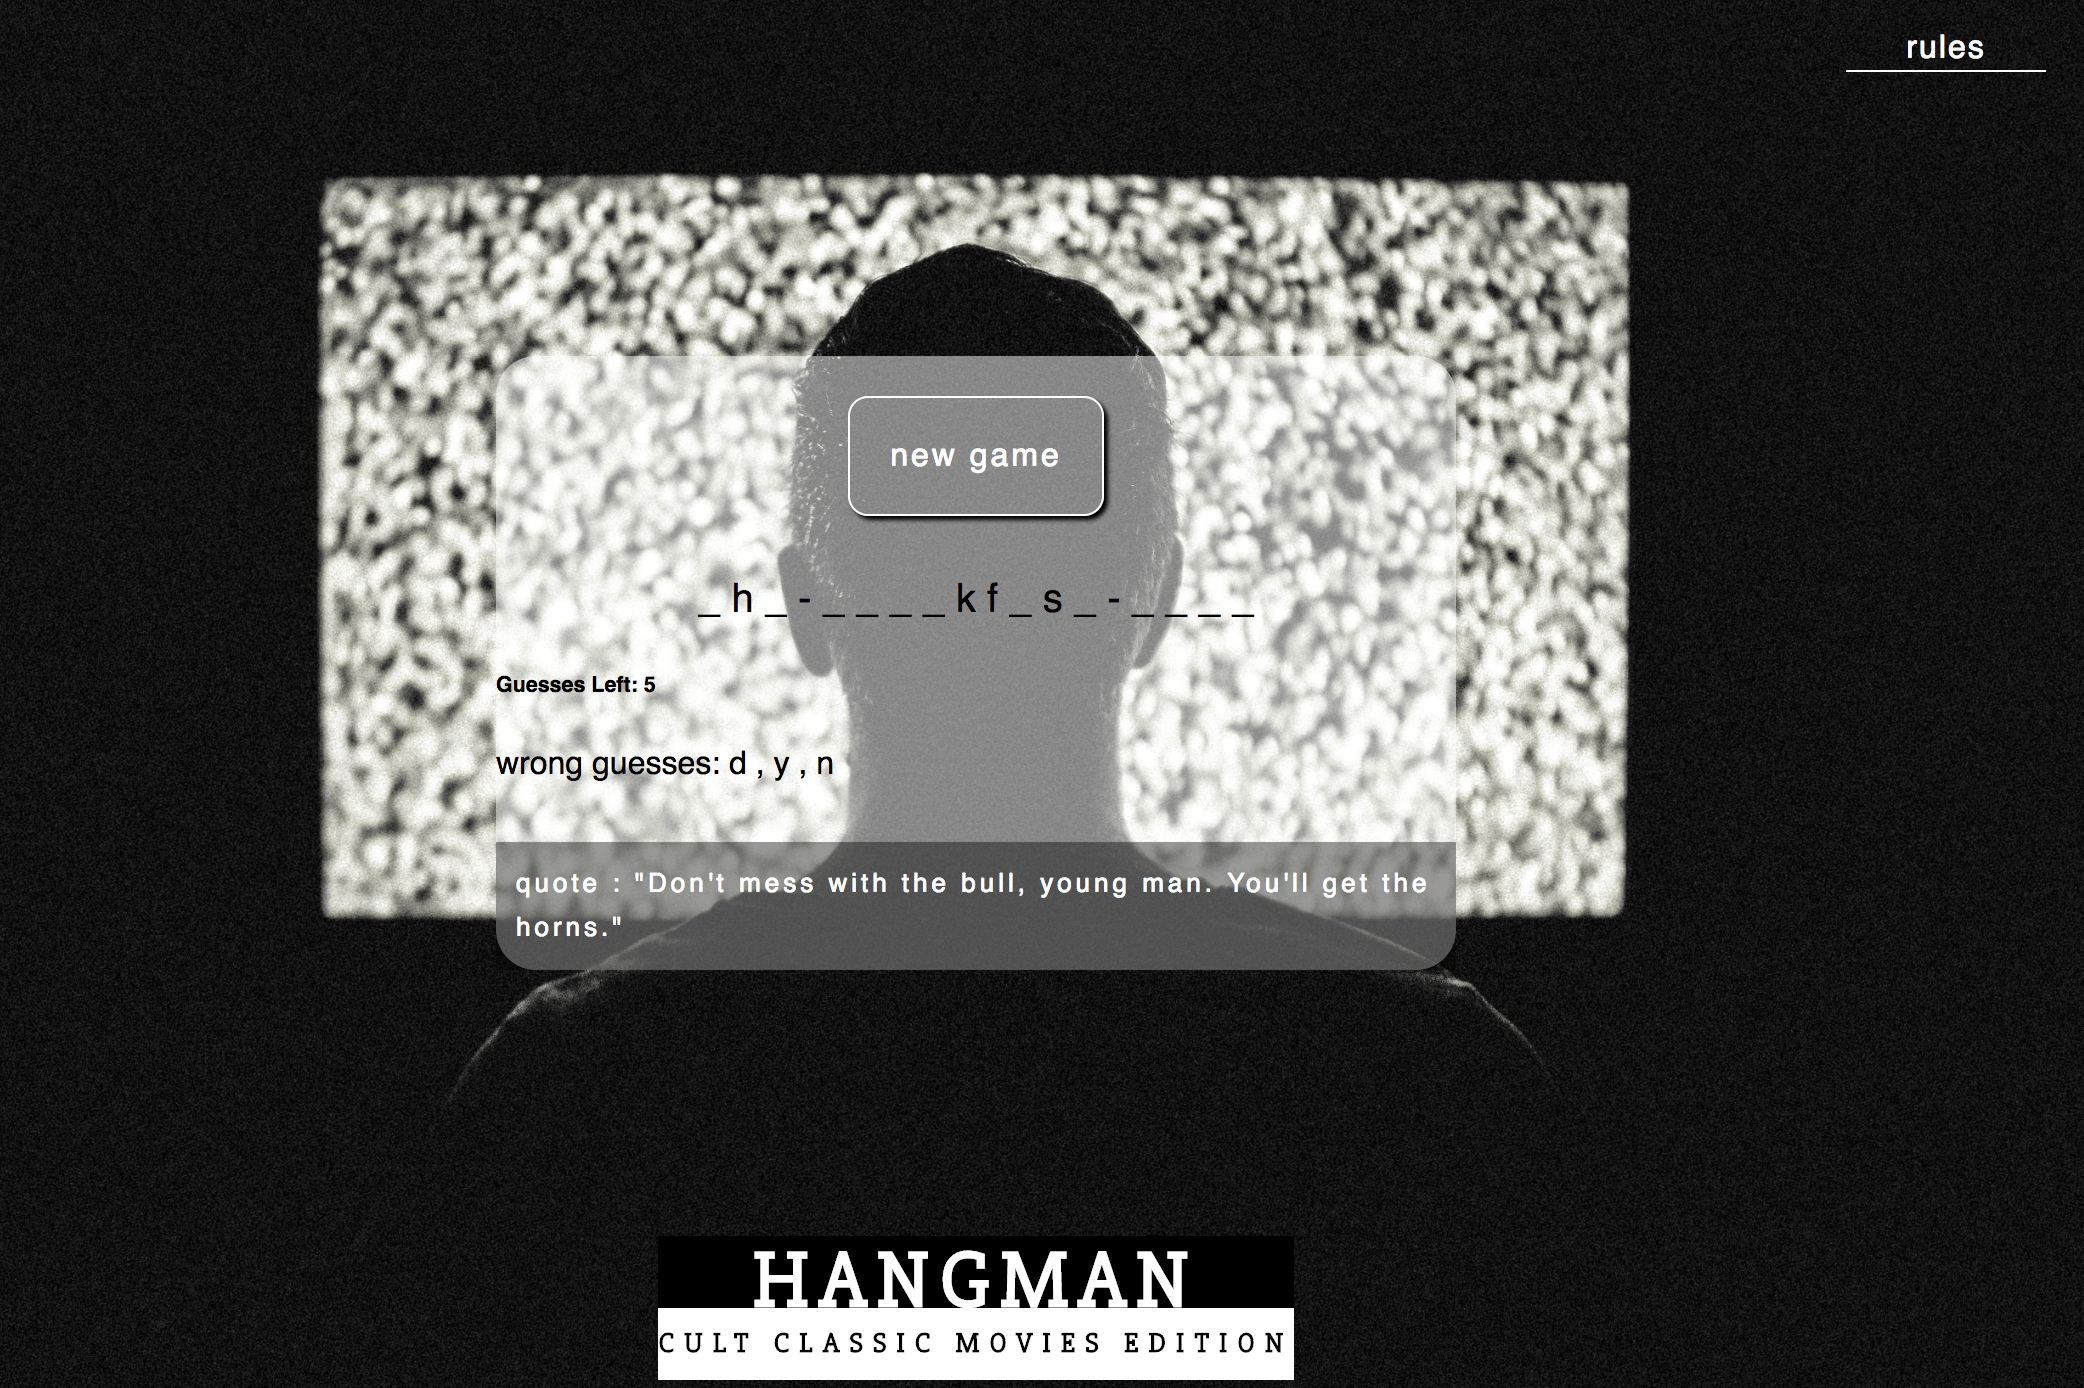 rules
new game
_ h _ - _ _ _ _ k f _ s _ - _ _ _ _
Guesses Left: 5
wrong guesses: d , y , n
quote : "Don't mess with the bull, young man. You'll get the
horns."
HANGMAN
CULT CLASSIC MOVIES EDITION